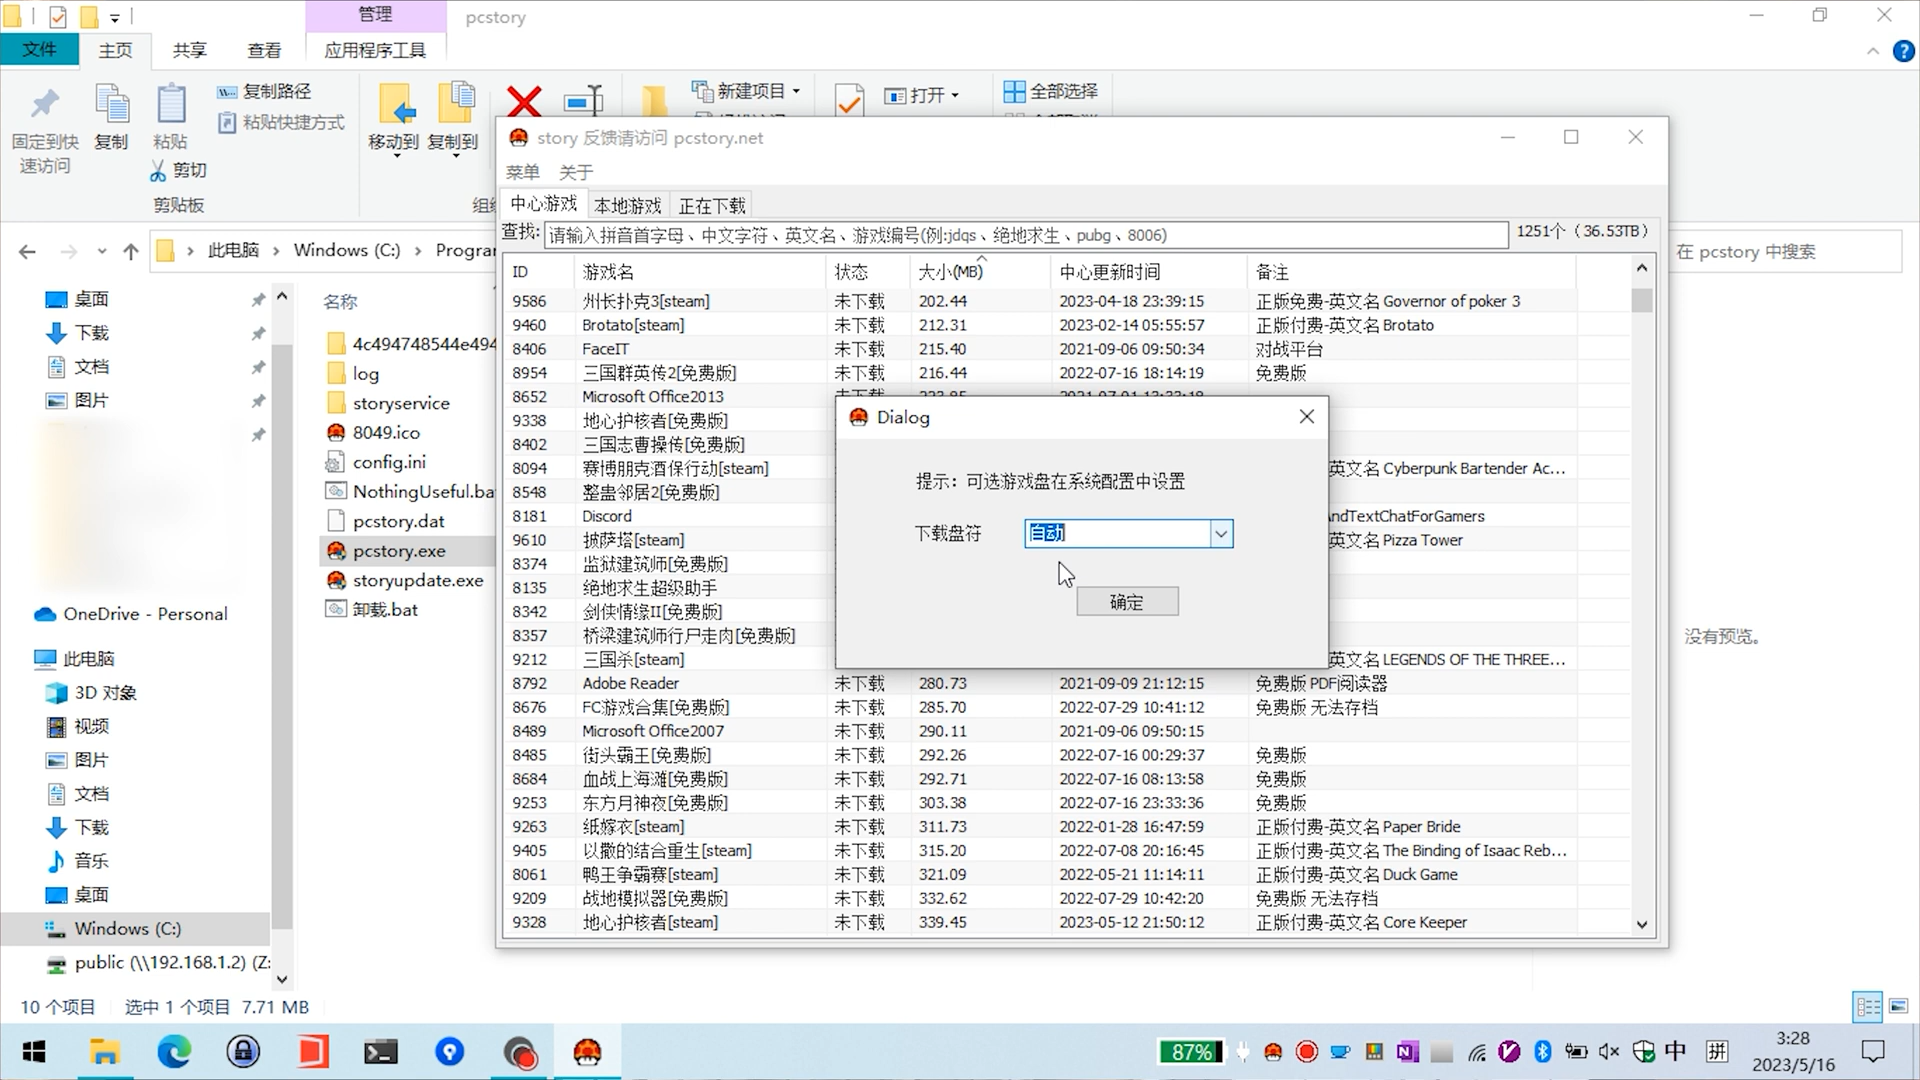 管理
pcstory
文件
主页
共享
查看
应用程序工具
固定到快
速访问
复制
粘贴
复制路径
粘贴快捷方式
剪切
剪贴板
移动到
复制到
新建项目
打开
全部选择
此电脑
Windows (C:)
在 pcstory 中搜索
桌面
下载
文档
图片
OneDrive - Personal
此电脑
3D 对象
视频
图片
文档
下载
音乐
桌面
Windows (C:)
public (\\192.168.1.2) (Z:
名称
4c494748544e494
log
storyservice
8049.ico
config.ini
NothingUseful.ba
pcstory.dat
pcstory.exe
storyupdate.exe
卸载.bat
story 反馈请访问 pcstory.net
菜单
关于
中心游戏
本地游戏
正在下载
查找:
请输入拼音首字母、中文字符、英文名、游戏编号(例:jdqs、绝地求生、pubg、8006)
1251个（36.53TB）
ID 游戏名 状态 大小(MB) 中心更新时间 备注
9586 州长扑克3[steam] 未下载 202.44 2023-04-18 23:39:15 正版免费-英文名 Governor of poker 3
9460 Brotato[steam] 未下载 212.31 2023-02-14 05:55:57 正版付费-英文名 Brotato
8406 FaceIT 未下载 215.40 2021-09-06 09:50:34 对战平台
8954 三国群英传2[免费版] 未下载 216.44 2022-07-16 18:14:19 免费版
8652 Microsoft Office2013
9338 地心护核者[免费版]
8402 三国志曹操传[免费版]
8094 赛博朋克酒保行动[steam] 英文名 Cyberpunk Bartender Ac...
8548 整蛊邻居2[免费版]
8181 Discord ndTextChatForGamers
9610 披萨塔[steam] 英文名 Pizza Tower
8374 监狱建筑师[免费版]
8135 绝地求生超级助手
8342 剑侠情缘II[免费版]
8357 桥梁建筑师行尸走肉[免费版]
9212 三国杀[steam] 英文名 LEGENDS OF THE THREE...
8792 Adobe Reader 未下载 280.73 2021-09-09 21:12:15 免费版 PDF阅读器
8676 FC游戏合集[免费版] 未下载 285.70 2022-07-29 10:41:12 免费版 无法存档
8489 Microsoft Office2007 未下载 290.11 2021-09-06 09:50:15
8485 街头霸王[免费版] 未下载 292.26 2022-07-16 00:29:37 免费版
8684 血战上海滩[免费版] 未下载 292.71 2022-07-16 08:13:58 免费版
9253 东方月神夜[免费版] 未下载 303.38 2022-07-16 23:33:36 免费版
9263 纸嫁衣[steam] 未下载 311.73 2022-01-28 16:47:59 正版付费-英文名 Paper Bride
9405 以撒的结合重生[steam] 未下载 315.20 2022-07-08 20:16:45 正版付费-英文名 The Binding of Isaac Reb...
8061 鸭王争霸赛[steam] 未下载 321.09 2022-05-21 11:14:11 正版付费-英文名 Duck Game
9209 战地模拟器[免费版] 未下载 332.62 2022-07-29 10:42:20 免费版 无法存档
9328 地心护核者[steam] 未下载 339.45 2023-05-12 21:50:12 正版付费-英文名 Core Keeper
Dialog
提示：可选游戏盘在系统配置中设置
下载盘符
自动
确定
没有预览。
10 个项目
选中 1 个项目 7.71 MB
87%
中
拼
3:28
2023/5/16